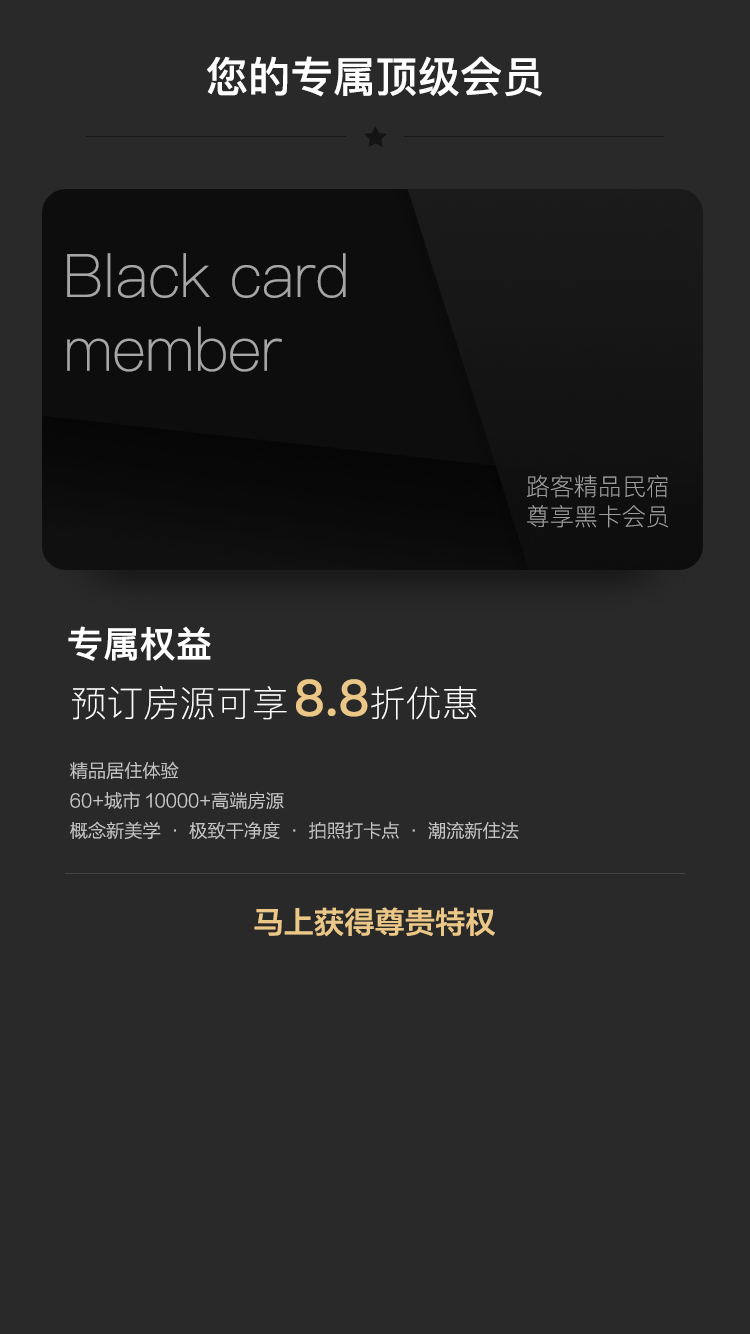 您的专属顶级会员
Black card
member
路客精品民宿
尊享黑卡会员
专属权益
预订房源可享8.8折优惠
精品居住体验
60+城市 10000+高端房源
概念新美学 · 极致干净度 · 拍照打卡点 · 潮流新住法
马上获得尊贵特权